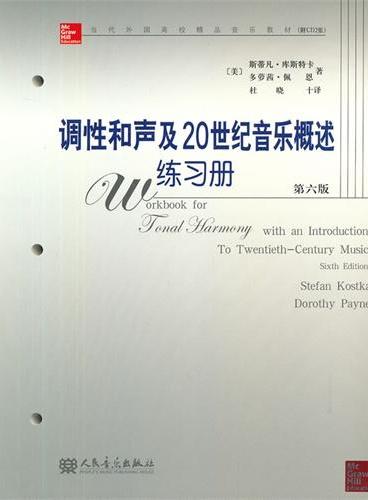 Mc
Graw
Hill
Education
当代外国高校精品音乐教材(附CD2张)
〔美〕 斯蒂凡·库斯特卡 著
多萝茜·佩恩
杜晓十译
调性和声及20世纪音乐概述
练习册
第六版
Workbook for
Tonal Harmony with an Introduction
To Twentieth-Century Music
Sixth Edition
Stefan Kostka
Dorothy Payne
人民音乐出版社
PEOPLE'S MUSIC PUBLISHING HOUSE
Mc
Graw
Hill
Education